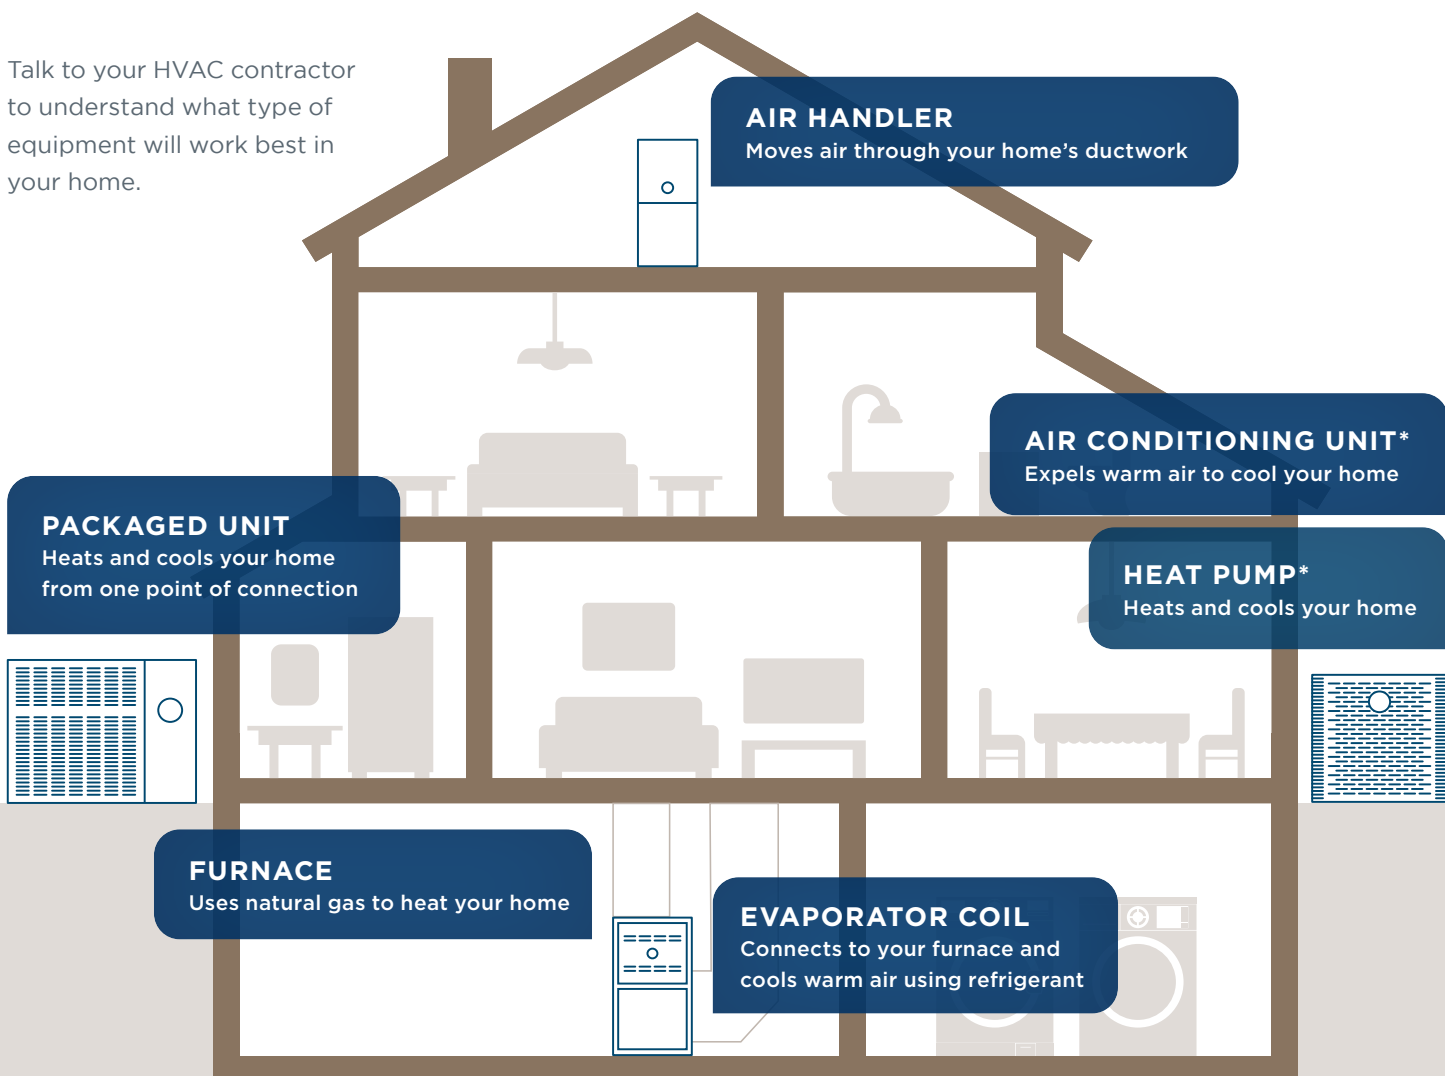 Talk to your HVAC contractor
to understand what type of
equipment will work best in
your home.
AIR HANDLER
Moves air through your home’s ductwork
AIR CONDITIONING UNIT*
Expels warm air to cool your home
PACKAGED UNIT
Heats and cools your home
from one point of connection
HEAT PUMP*
Heats and cools your home
FURNACE
Uses natural gas to heat your home
EVAPORATOR COIL
Connects to your furnace and
cools warm air using refrigerant